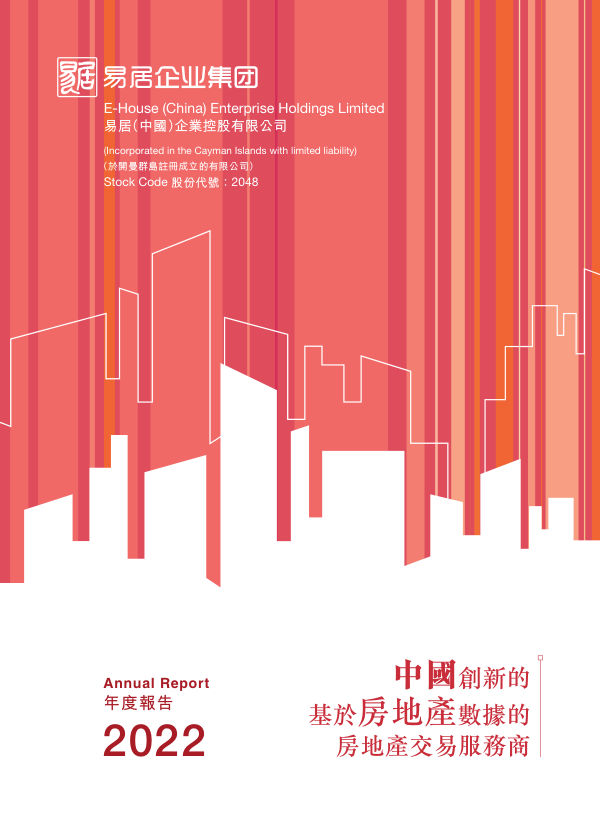 易居 易居企业集团
E-House (China) Enterprise Holdings Limited
易居(中國)企業控股有限公司
(Incorporated in the Cayman Islands with limited liability)
(於開曼群島註冊成立的有限公司)
Stock Code 股份代號：2048
Annual Report
年度報告
2022
中國創新的
基於房地產數據的
房地產交易服務商